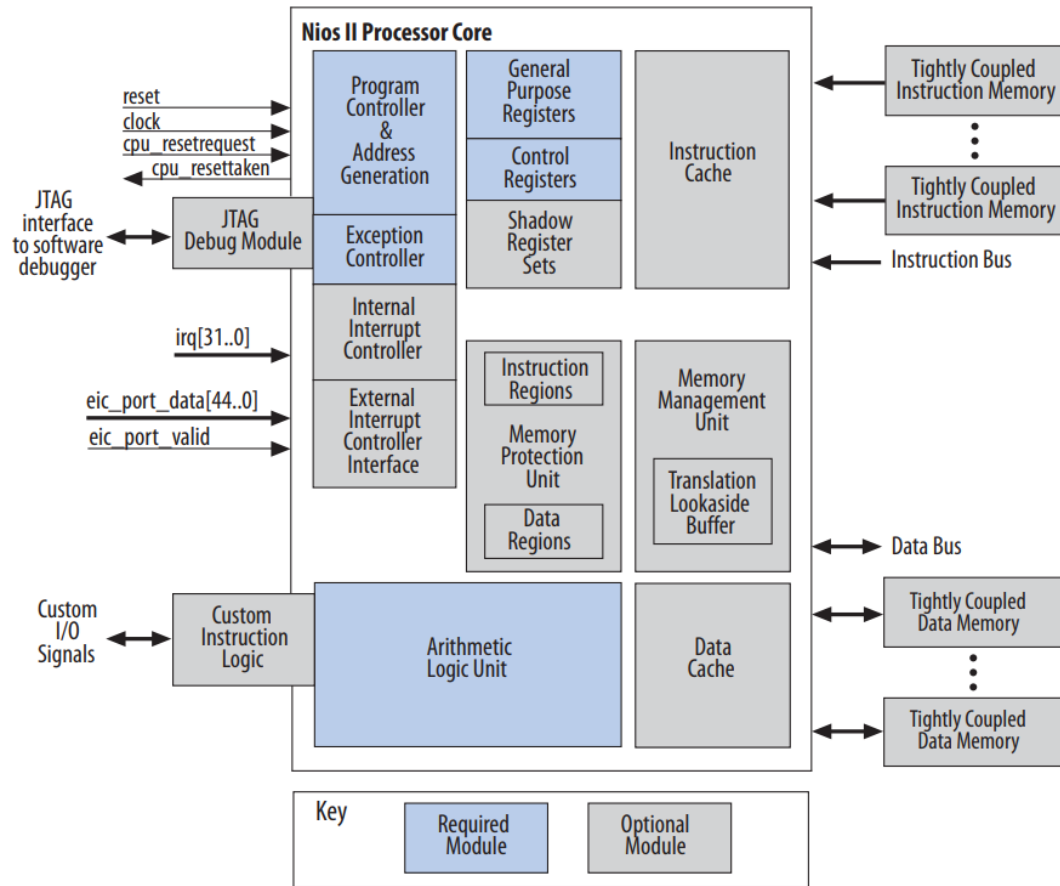 Nios II Processor Core
reset
clock
cpu_resetrequest
cpu_resettaken
JTAG
interface
to software
debugger
JTAG
Debug Module
irq[31..0]
eic_port_data[44..0]
eic_port_valid
Custom
I/O
Signals
Custom
Instruction
Logic
Program
Controller
&
Address
Generation
Exception
Controller
Internal
Interrupt
Controller
External
Interrupt
Controller
Interface
General
Purpose
Registers
Control
Registers
Shadow
Register
Sets
Instruction
Cache
Instruction
Regions
Memory
Protection
Unit
Data
Regions
Memory
Management
Unit
Translation
Lookaside
Buffer
Arithmetic
Logic Unit
Data
Cache
Tightly Coupled
Instruction Memory
Tightly Coupled
Instruction Memory
Instruction Bus
Data Bus
Tightly Coupled
Data Memory
Tightly Coupled
Data Memory
Key
Required
Module
Optional
Module